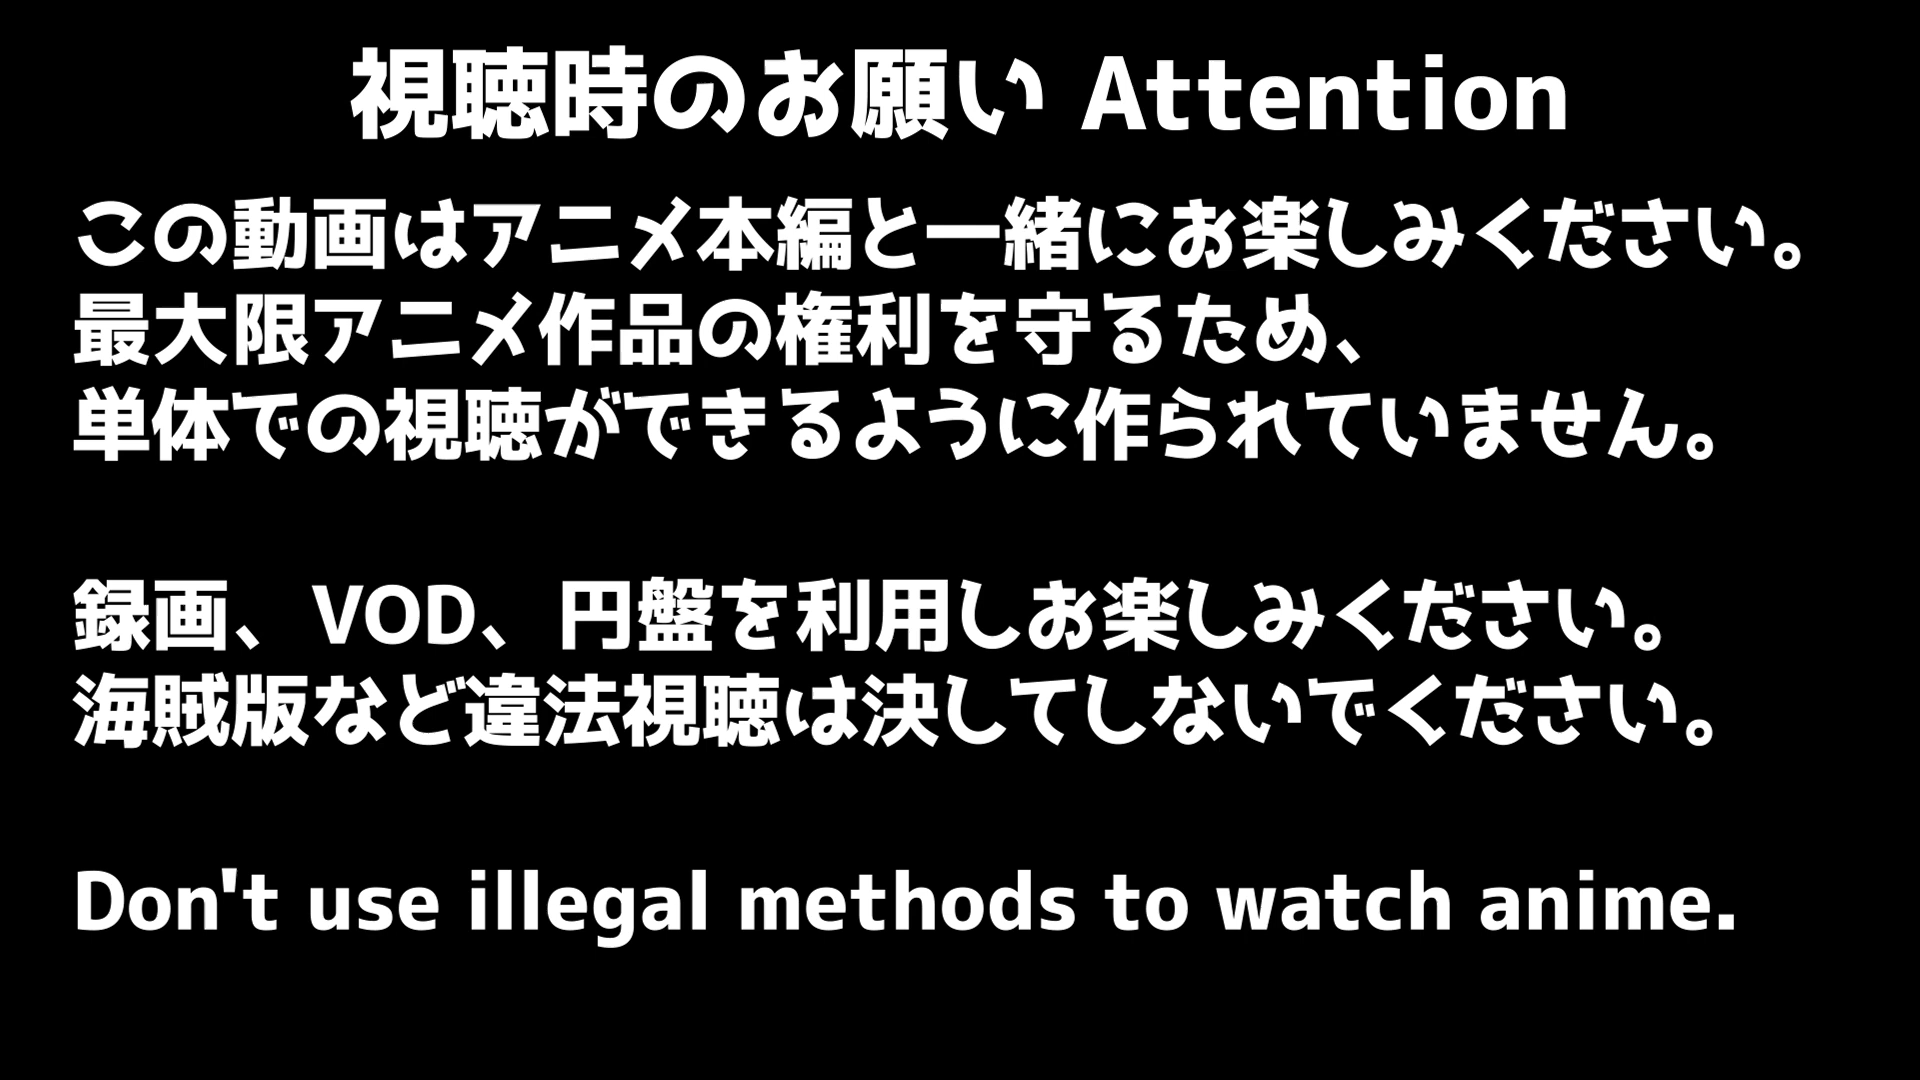 視聴時のお願い Attention
この動画はアニメ本編と一緒にお楽しみください。
最大限アニメ作品の権利を守るため、
単体での視聴ができるように作られていません。
録画、VOD、円盤を利用しお楽しみください。
海賊版など違法視聴は決してしないでください。
Don't use illegal methods to watch anime.